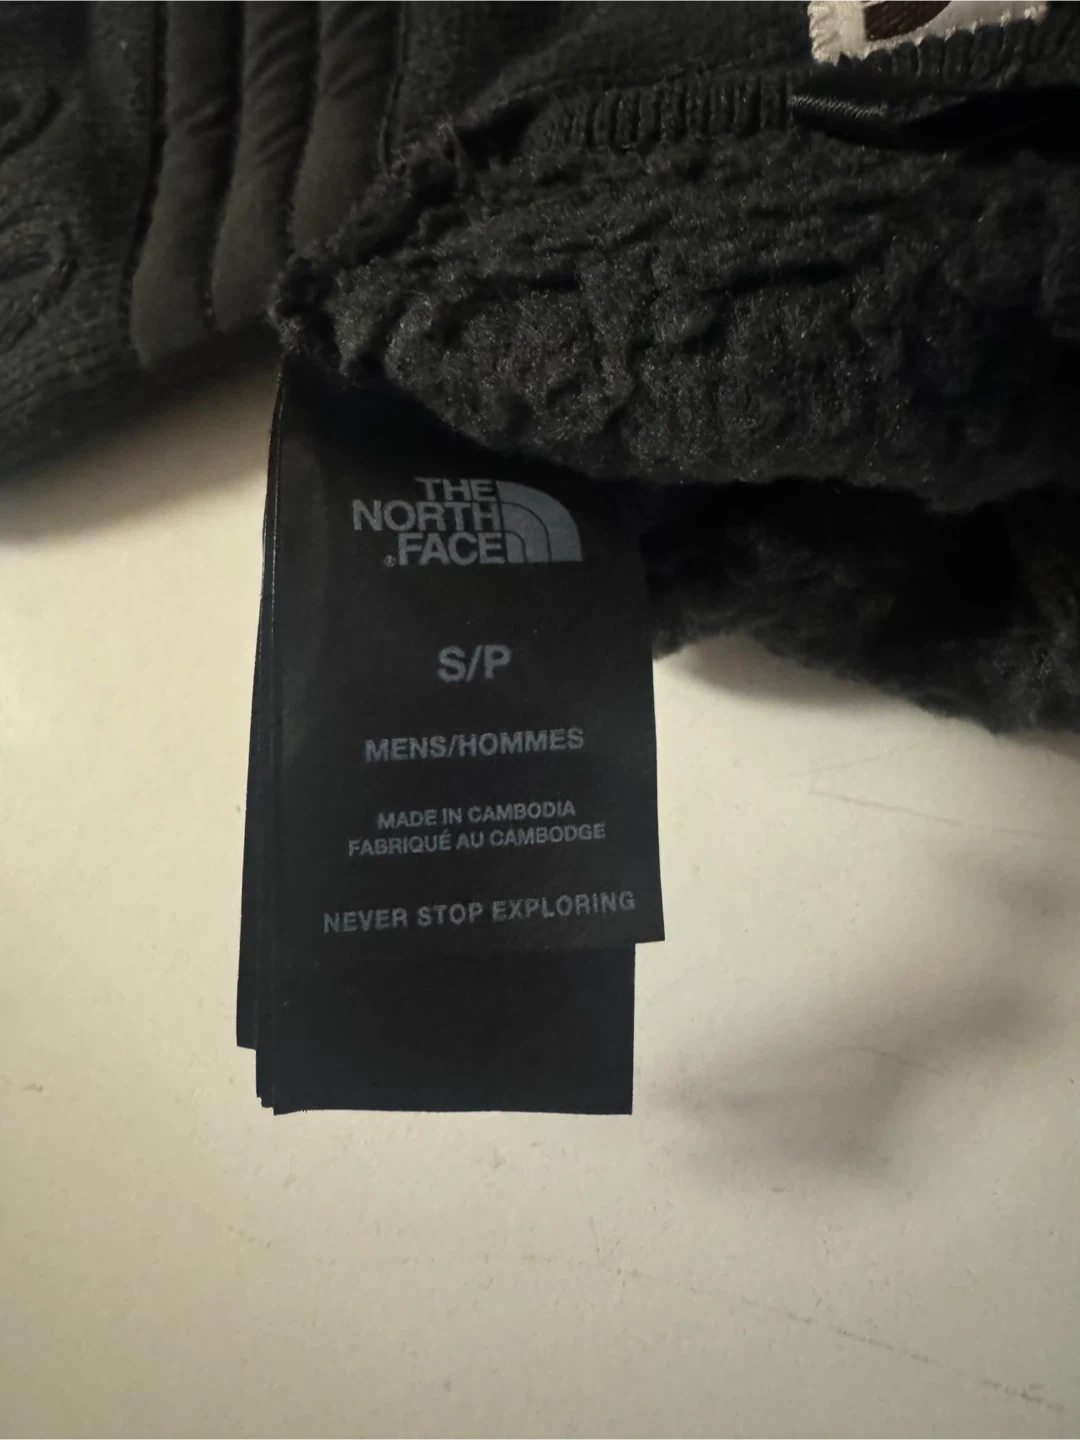 THE
NORTH
®FACE
S/P
MENS/HOMMES
MADE IN CAMBODIA
FABRIQUÉ AU CAMBODGE
NEVER STOP EXPLORING